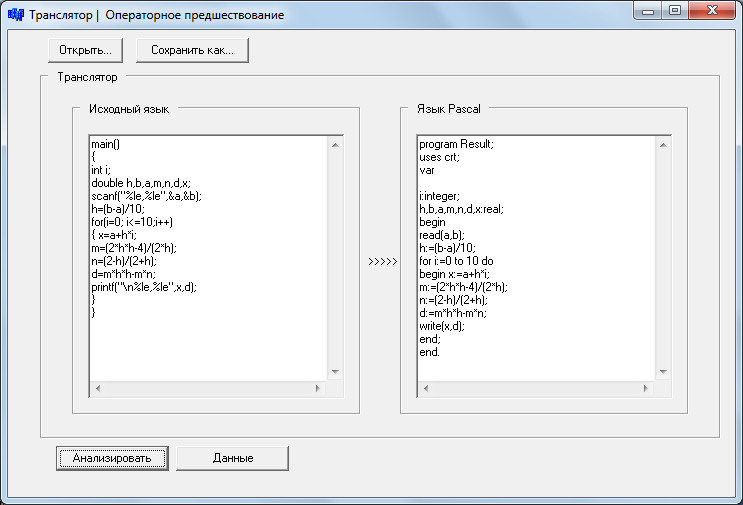 Транслятор | Операторное предшествование
Открыть...
Сохранить как...
Транслятор
Исходный язык
main()
{
int i;
double h,b,a,m,n,d,x;
scanf("%le,%le",&a,&b);
h=(b-a)/10;
for(i=0; i<=10;i++)
{ x=a+h*i;
m=(2*h*h-4)/(2*h);
n=(2-h)/(2+h);
d=m*h*h-m*n;
printf("\n%le,%le",x,d);
}
}
>>>>>
Язык Pascal
program Result;
uses crt;
var
i:integer;
h,b,a,m,n,d,x:real;
begin
read(a,b);
h:=(b-a)/10;
for i:=0 to 10 do
begin x:=a+h*i;
m:=(2*h*h-4)/(2*h);
n:=(2-h)/(2+h);
d:=m*h*h-m*n;
write(x,d);
end;
end.
Анализировать
Данные